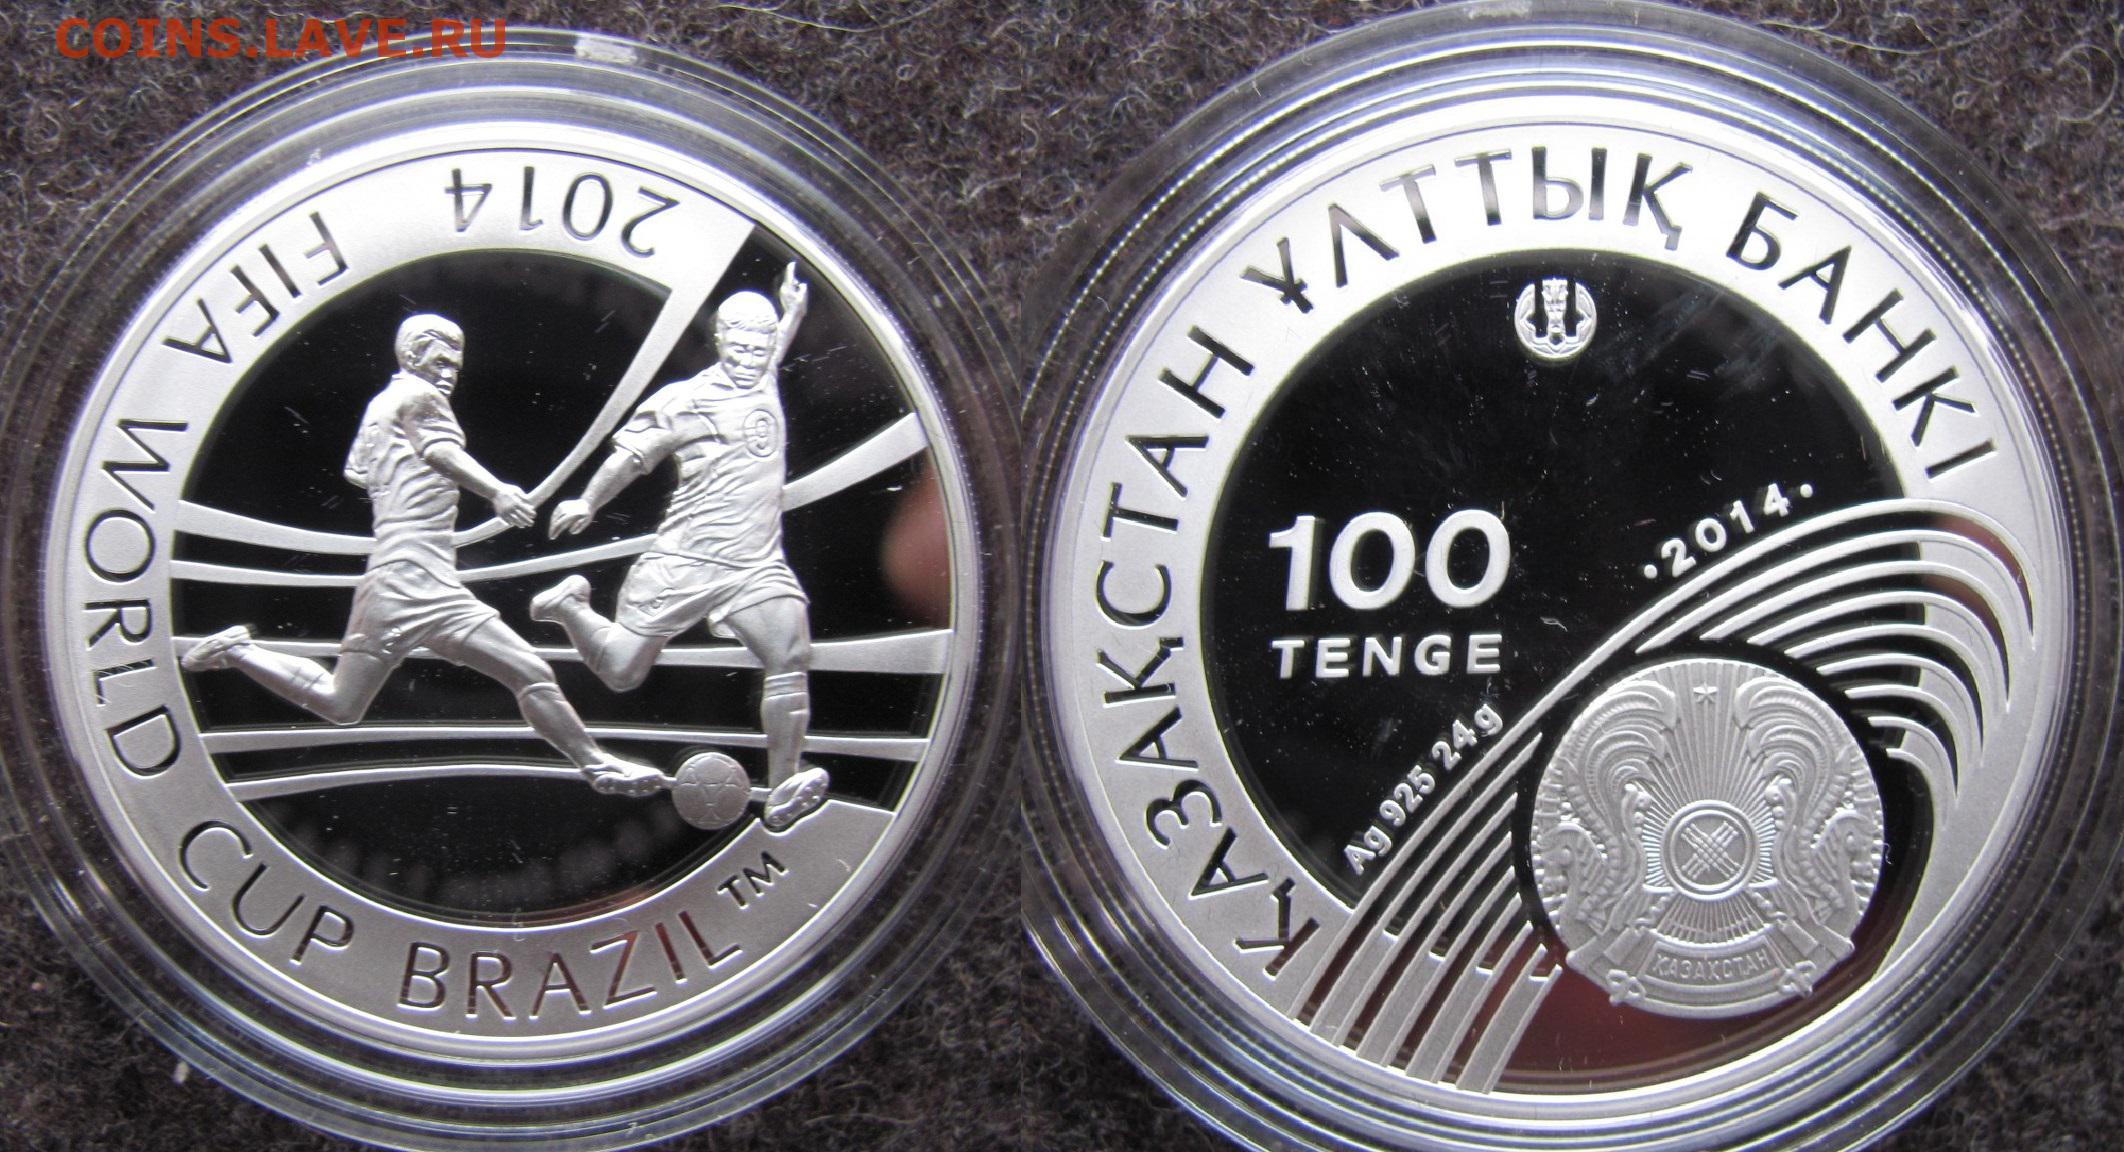 COINS.LAVE.RU
2014 FIFA WORLD CUP BRAZIL™
9
ҚАЗАҚСТАН ҰЛТТЫҚ БАНКІ
100
TENGE
·2014·
Ag 925 24g
ҚАЗАҚСТАН